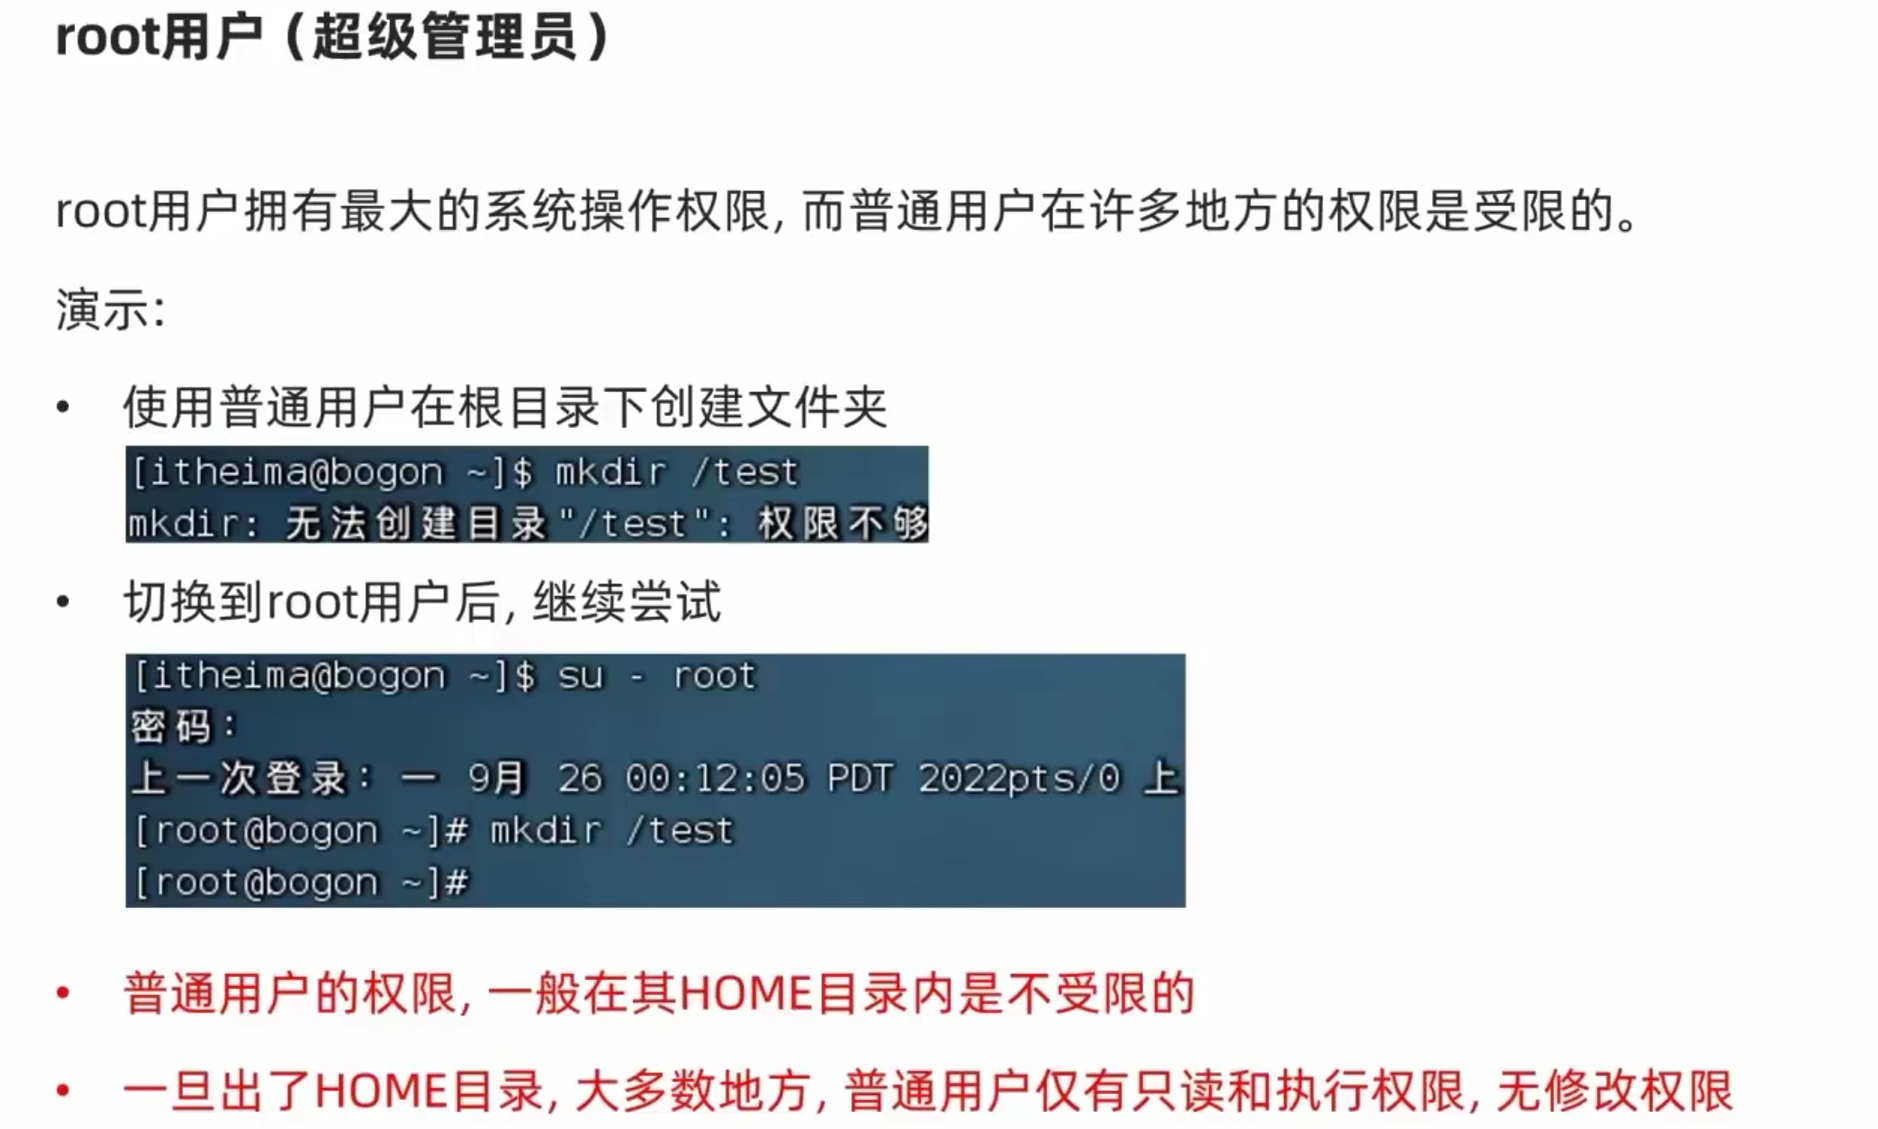 root用户（超级管理员）
root用户拥有最大的系统操作权限, 而普通用户在许多地方的权限是受限的。
演示：
• 使用普通用户在根目录下创建文件夹
[itheima@bogon ~]$ mkdir /test
mkdir: 无法创建目录"/test": 权限不够
• 切换到root用户后, 继续尝试
[itheima@bogon ~]$ su - root
密码：
上一次登录：一 9月 26 00:12:05 PDT 2022pts/0 上
[root@bogon ~]# mkdir /test
[root@bogon ~]#
• 普通用户的权限, 一般在其HOME目录内是不受限的
• 一旦出了HOME目录, 大多数地方, 普通用户仅有只读和执行权限, 无修改权限